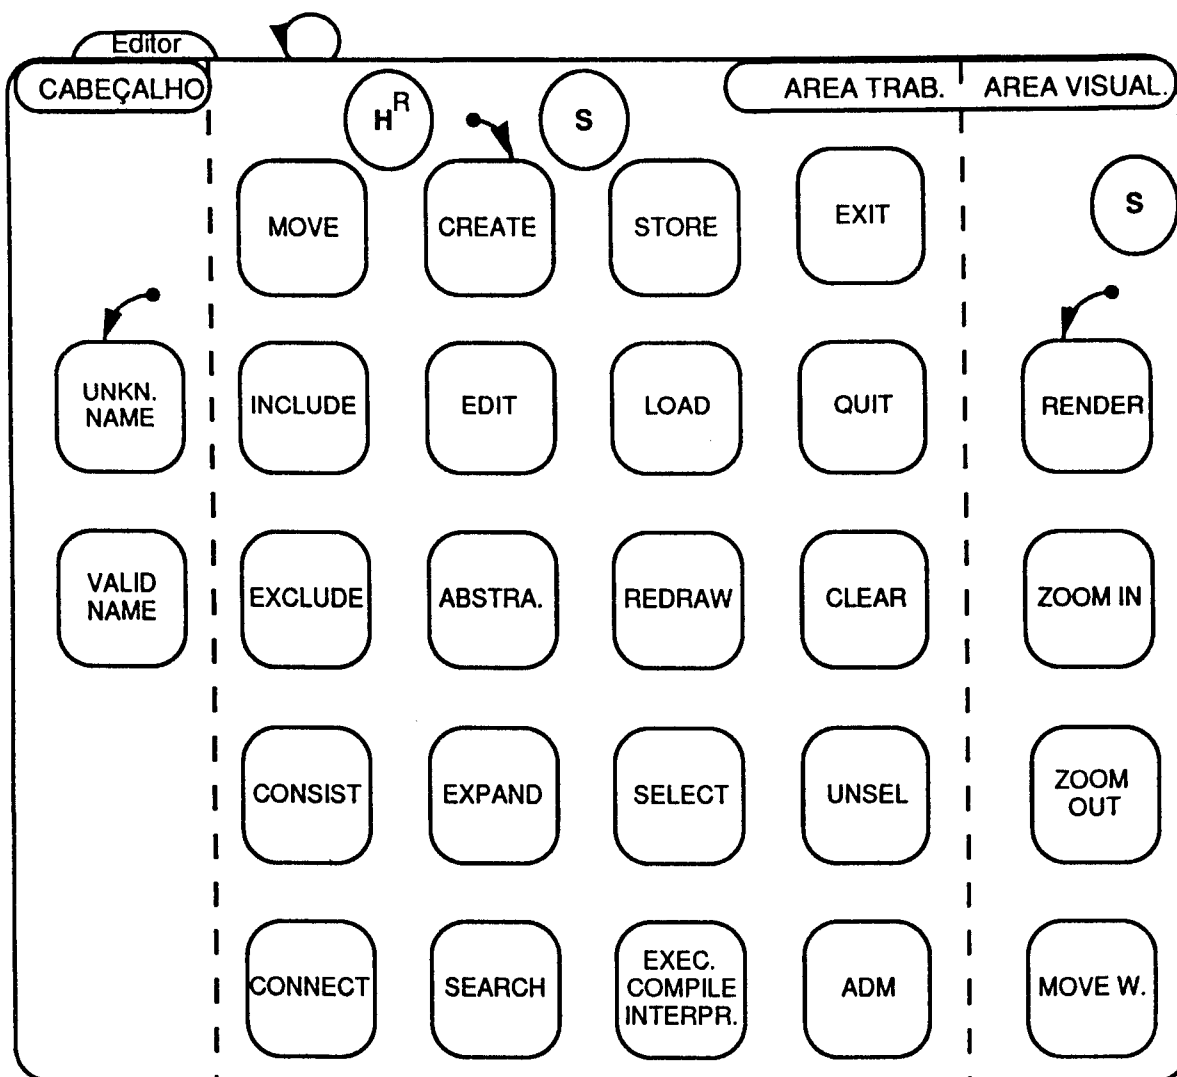 Editor
CABEÇALHO
AREA TRAB.
AREA VISUAL.
H R
S
S
MOVE
CREATE
STORE
EXIT
UNKN.
NAME
INCLUDE
EDIT
LOAD
QUIT
RENDER
VALID
NAME
EXCLUDE
ABSTRA.
REDRAW
CLEAR
ZOOM IN
CONSIST
EXPAND
SELECT
UNSEL
ZOOM
OUT
CONNECT
SEARCH
EXEC.
COMPILE
INTERPR.
ADM
MOVE W.